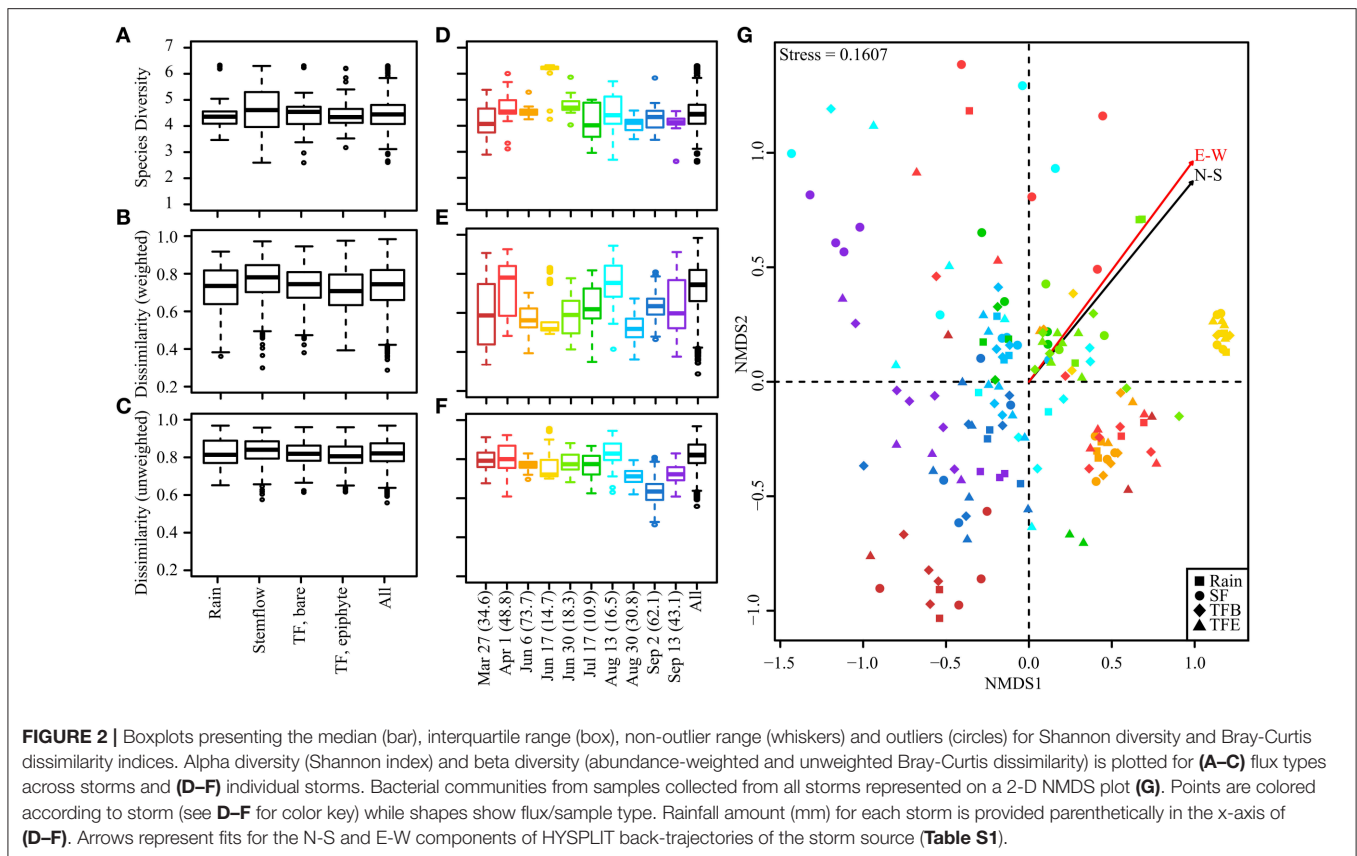 A
Species Diversity
7
6
5
4
3
2
1
B
Dissimilarity (weighted)
1.0
0.8
0.6
0.4
0.2
C
Dissimilarity (unweighted)
1.0
0.8
0.6
0.4
0.2
Rain
Stemflow
TF, bare
TF, epiphyte
All
D
E
F
Mar 27 (34.6)
Apr 1 (48.8)
Jun 6 (73.7)
Jun 17 (14.7)
Jun 30 (18.3)
Jul 17 (10.9)
Aug 13 (16.5)
Aug 30 (30.8)
Sep 2 (62.1)
Sep 13 (43.1)
All
G
Stress = 0.1607
E-W
N-S
NMDS2
1.0
0.5
0.0
−0.5
−1.0
Rain
SF
TFB
TFE
−1.5 −1.0 −0.5 0.0 0.5 1.0
NMDS1
FIGURE 2 | Boxplots presenting the median (bar), interquartile range (box), non-outlier range (whiskers) and outliers (circles) for Shannon diversity and Bray-Curtis
dissimilarity indices. Alpha diversity (Shannon index) and beta diversity (abundance-weighted and unweighted Bray-Curtis dissimilarity) is plotted for (A–C) flux types
across storms and (D–F) individual storms. Bacterial communities from samples collected from all storms represented on a 2-D NMDS plot (G). Points are colored
according to storm (see D–F for color key) while shapes show flux/sample type. Rainfall amount (mm) for each storm is provided parenthetically in the x-axis of
(D–F). Arrows represent fits for the N-S and E-W components of HYSPLIT back-trajectories of the storm source (Table S1).